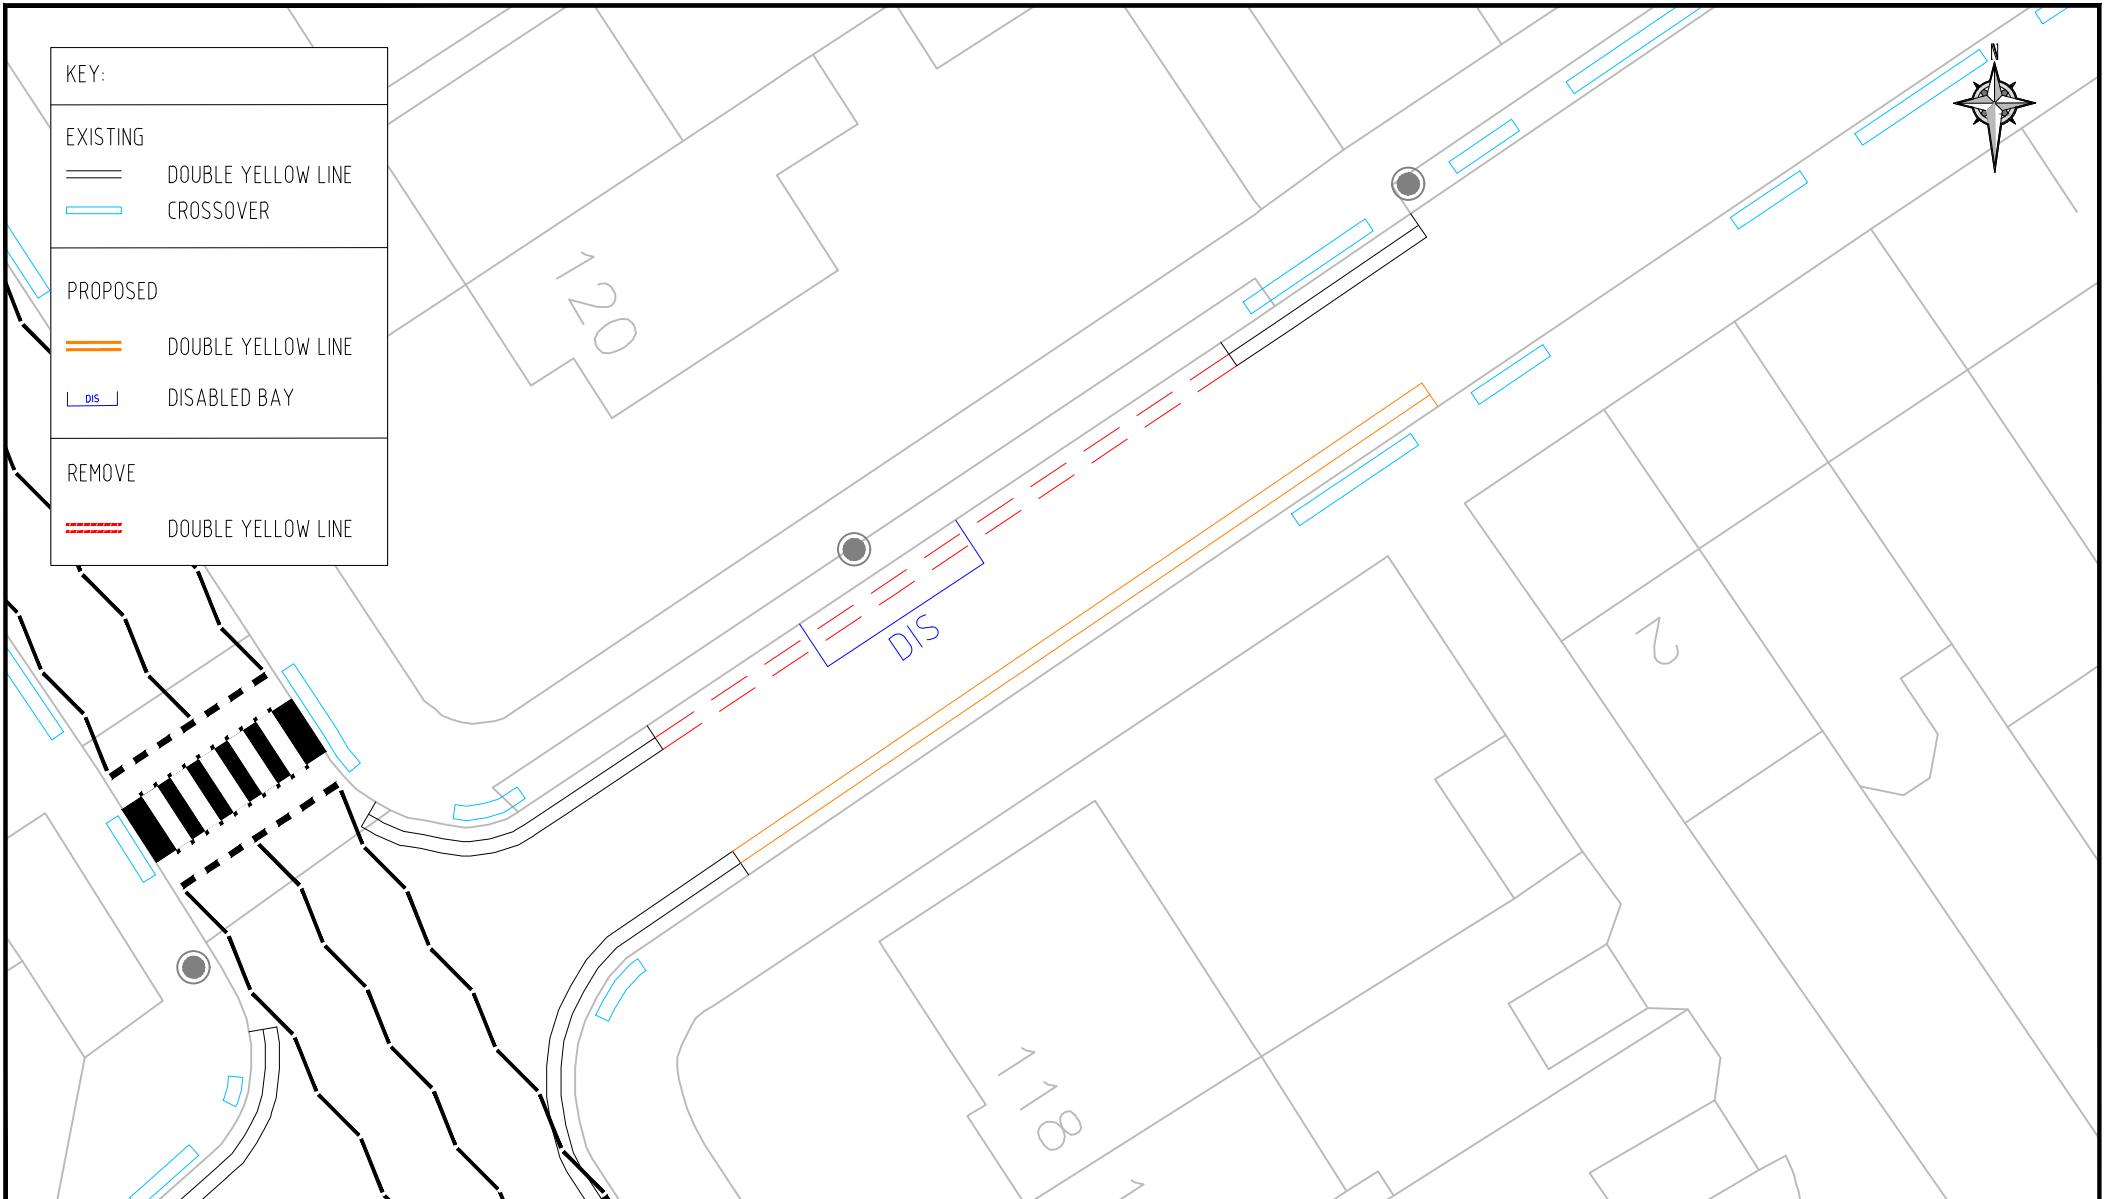 KEY:
EXISTING
DOUBLE YELLOW LINE
CROSSOVER
PROPOSED
DOUBLE YELLOW LINE
DIS
DISABLED BAY
REMOVE
DOUBLE YELLOW LINE
N
120
DIS
2
118
1